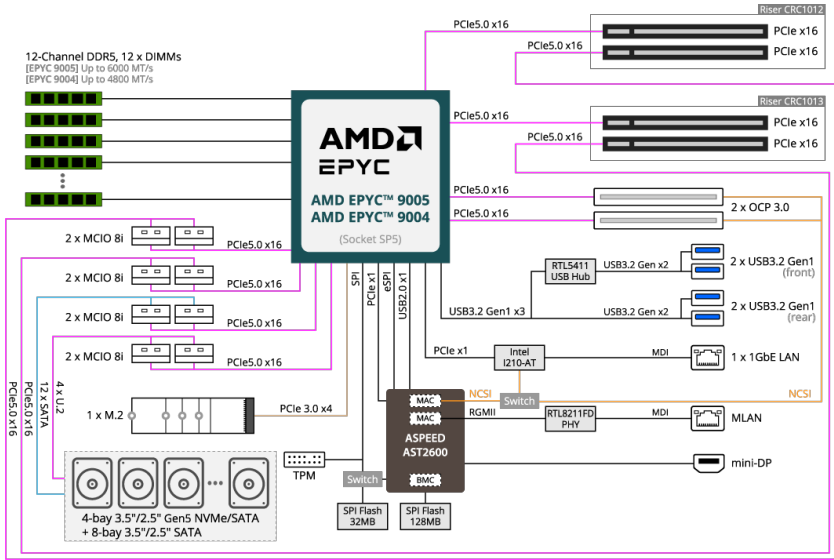 Riser CRC1012
PCIe5.0 x16
PCIe x16
PCIe5.0 x16
PCIe x16
12-Channel DDR5, 12 x DIMMs
[EPYC 9005] Up to 6000 MT/s
[EPYC 9004] Up to 4800 MT/s
Riser CRC1013
PCIe5.0 x16
PCIe x16
PCIe5.0 x16
PCIe x16
AMD
EPYC
AMD EPYC™ 9005
AMD EPYC™ 9004
(Socket SP5)
PCIe5.0 x16
PCIe5.0 x16
2 x OCP 3.0
2 x MCIO 8i
PCIe5.0 x16
2 x MCIO 8i
PCIe5.0 x16
2 x MCIO 8i
PCIe5.0 x16
2 x MCIO 8i
PCIe5.0 x16
SPI
PCIe x1
eSPI
USB2.0 x1
RTL5411
USB Hub
USB3.2 Gen x2
2 x USB3.2 Gen1
(front)
USB3.2 Gen1 x3
USB3.2 Gen x2
2 x USB3.2 Gen1
(rear)
PCIe x1
Intel
I210-AT
MDI
1 x 1GbE LAN
PCIe5.0 x16
PCIe5.0 x16
12 x SATA
4 x U.2
1 x M.2
PCIe 3.0 x4
MAC
NCSI
Switch
NCSI
MAC
RGMII
RTL8211FD
PHY
MDI
MLAN
ASPEED
AST2600
mini-DP
TPM
Switch
BMC
SPI Flash
32MB
SPI Flash
128MB
4-bay 3.5"/2.5" Gen5 NVMe/SATA
+ 8-bay 3.5"/2.5" SATA